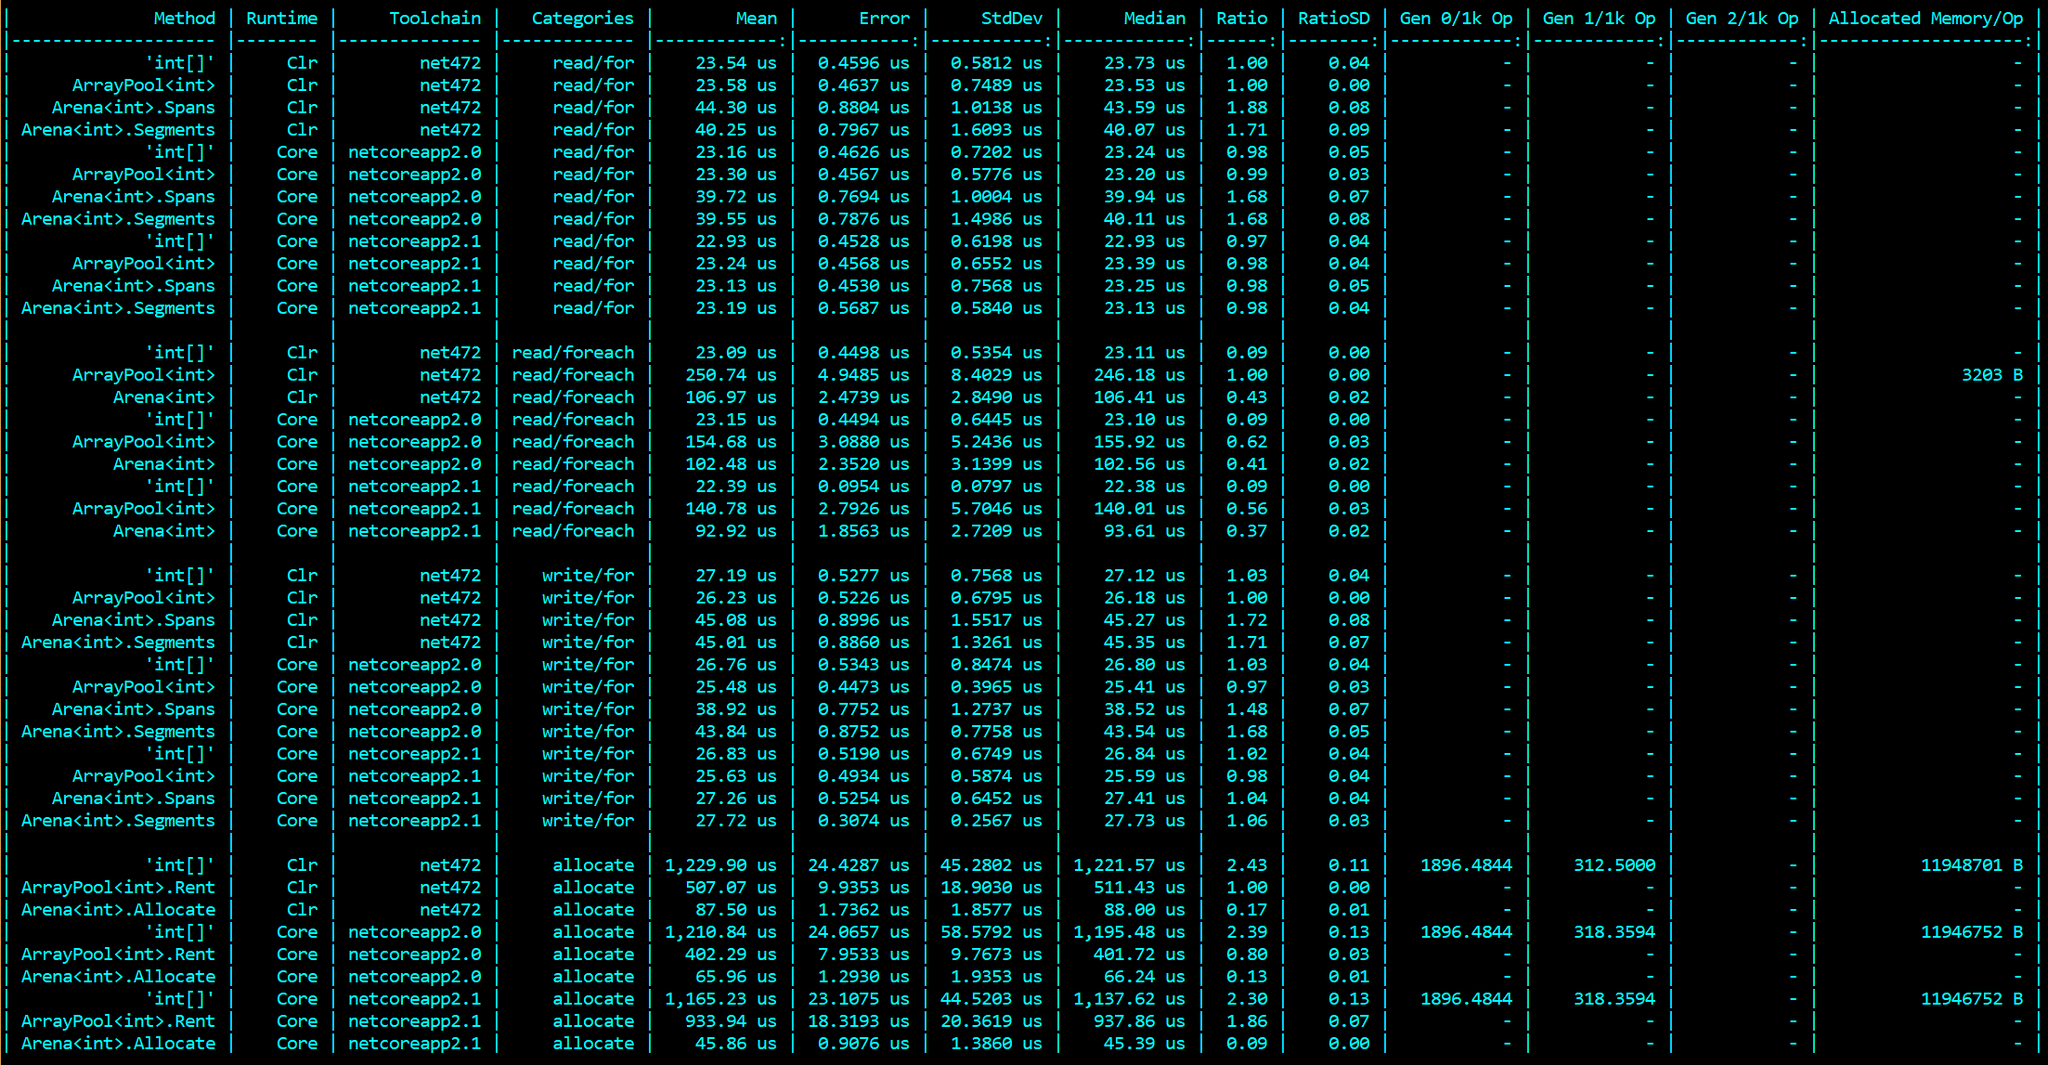 | Method | Runtime | Toolchain | Categories | Mean | Error | StdDev | Median | Ratio | RatioSD | Gen 0/1k Op | Gen 1/1k Op | Gen 2/1k Op | Allocated Memory/Op |
|-------------------- |-------- |-------------- |------------- |------------:|-----------:|-----------:|------------:|------:|--------:|------------:|------------:|------------:|--------------------:|
| 'int[]' | Clr | net472 | read/for | 23.54 us | 0.4596 us | 0.5812 us | 23.73 us | 1.00 | 0.04 | - | - | - | - |
| ArrayPool<int> | Clr | net472 | read/for | 23.58 us | 0.4637 us | 0.7489 us | 23.53 us | 1.00 | 0.00 | - | - | - | - |
| Arena<int>.Spans | Clr | net472 | read/for | 44.30 us | 0.8804 us | 1.0138 us | 43.59 us | 1.88 | 0.08 | - | - | - | - |
| Arena<int>.Segments | Clr | net472 | read/for | 40.25 us | 0.7967 us | 1.6093 us | 40.07 us | 1.71 | 0.09 | - | - | - | - |
| 'int[]' | Core | netcoreapp2.0 | read/for | 23.16 us | 0.4626 us | 0.7202 us | 23.24 us | 0.98 | 0.05 | - | - | - | - |
| ArrayPool<int> | Core | netcoreapp2.0 | read/for | 23.30 us | 0.4567 us | 0.5776 us | 23.20 us | 0.99 | 0.03 | - | - | - | - |
| Arena<int>.Spans | Core | netcoreapp2.0 | read/for | 39.72 us | 0.7694 us | 1.0004 us | 39.94 us | 1.68 | 0.07 | - | - | - | - |
| Arena<int>.Segments | Core | netcoreapp2.0 | read/for | 39.55 us | 0.7876 us | 1.4986 us | 40.11 us | 1.68 | 0.08 | - | - | - | - |
| 'int[]' | Core | netcoreapp2.1 | read/for | 22.93 us | 0.4528 us | 0.6198 us | 22.93 us | 0.97 | 0.04 | - | - | - | - |
| ArrayPool<int> | Core | netcoreapp2.1 | read/for | 23.24 us | 0.4568 us | 0.6552 us | 23.39 us | 0.98 | 0.04 | - | - | - | - |
| Arena<int>.Spans | Core | netcoreapp2.1 | read/for | 23.13 us | 0.4530 us | 0.7568 us | 23.25 us | 0.98 | 0.05 | - | - | - | - |
| Arena<int>.Segments | Core | netcoreapp2.1 | read/for | 23.19 us | 0.5687 us | 0.5840 us | 23.13 us | 0.98 | 0.04 | - | - | - | - |
| | | | | | | | | | | | | | |
| 'int[]' | Clr | net472 | read/foreach | 23.09 us | 0.4498 us | 0.5354 us | 23.11 us | 0.09 | 0.00 | - | - | - | - |
| ArrayPool<int> | Clr | net472 | read/foreach | 250.74 us | 4.9485 us | 8.4029 us | 246.18 us | 1.00 | 0.00 | - | - | - | 3203 B |
| Arena<int> | Clr | net472 | read/foreach | 106.97 us | 2.4739 us | 2.8490 us | 106.41 us | 0.43 | 0.02 | - | - | - | - |
| 'int[]' | Core | netcoreapp2.0 | read/foreach | 23.15 us | 0.4494 us | 0.6445 us | 23.10 us | 0.09 | 0.00 | - | - | - | - |
| ArrayPool<int> | Core | netcoreapp2.0 | read/foreach | 154.68 us | 3.0880 us | 5.2436 us | 155.92 us | 0.62 | 0.03 | - | - | - | - |
| Arena<int> | Core | netcoreapp2.0 | read/foreach | 102.48 us | 2.3520 us | 3.1399 us | 102.56 us | 0.41 | 0.02 | - | - | - | - |
| 'int[]' | Core | netcoreapp2.1 | read/foreach | 22.39 us | 0.0954 us | 0.0797 us | 22.38 us | 0.09 | 0.00 | - | - | - | - |
| ArrayPool<int> | Core | netcoreapp2.1 | read/foreach | 140.78 us | 2.7926 us | 5.7046 us | 140.01 us | 0.56 | 0.03 | - | - | - | - |
| Arena<int> | Core | netcoreapp2.1 | read/foreach | 92.92 us | 1.8563 us | 2.7209 us | 93.61 us | 0.37 | 0.02 | - | - | - | - |
| | | | | | | | | | | | | | |
| 'int[]' | Clr | net472 | write/for | 27.19 us | 0.5277 us | 0.7568 us | 27.12 us | 1.03 | 0.04 | - | - | - | - |
| ArrayPool<int> | Clr | net472 | write/for | 26.23 us | 0.5226 us | 0.6795 us | 26.18 us | 1.00 | 0.00 | - | - | - | - |
| Arena<int>.Spans | Clr | net472 | write/for | 45.08 us | 0.8996 us | 1.5517 us | 45.27 us | 1.72 | 0.08 | - | - | - | - |
| Arena<int>.Segments | Clr | net472 | write/for | 45.01 us | 0.8860 us | 1.3261 us | 45.35 us | 1.71 | 0.07 | - | - | - | - |
| 'int[]' | Core | netcoreapp2.0 | write/for | 26.76 us | 0.5343 us | 0.8474 us | 26.80 us | 1.03 | 0.04 | - | - | - | - |
| ArrayPool<int> | Core | netcoreapp2.0 | write/for | 25.48 us | 0.4473 us | 0.3965 us | 25.41 us | 0.97 | 0.03 | - | - | - | - |
| Arena<int>.Spans | Core | netcoreapp2.0 | write/for | 38.92 us | 0.7752 us | 1.2737 us | 38.52 us | 1.48 | 0.07 | - | - | - | - |
| Arena<int>.Segments | Core | netcoreapp2.0 | write/for | 43.84 us | 0.8752 us | 0.7758 us | 43.54 us | 1.68 | 0.05 | - | - | - | - |
| 'int[]' | Core | netcoreapp2.1 | write/for | 26.83 us | 0.5190 us | 0.6749 us | 26.84 us | 1.02 | 0.04 | - | - | - | - |
| ArrayPool<int> | Core | netcoreapp2.1 | write/for | 25.63 us | 0.4934 us | 0.5874 us | 25.59 us | 0.98 | 0.04 | - | - | - | - |
| Arena<int>.Spans | Core | netcoreapp2.1 | write/for | 27.26 us | 0.5254 us | 0.6452 us | 27.41 us | 1.04 | 0.04 | - | - | - | - |
| Arena<int>.Segments | Core | netcoreapp2.1 | write/for | 27.72 us | 0.3074 us | 0.2567 us | 27.73 us | 1.06 | 0.03 | - | - | - | - |
| | | | | | | | | | | | | | |
| 'int[]' | Clr | net472 | allocate | 1,229.90 us | 24.4287 us | 45.2802 us | 1,221.57 us | 2.43 | 0.11 | 1896.4844 | 312.5000 | - | 11948701 B |
| ArrayPool<int>.Rent | Clr | net472 | allocate | 507.07 us | 9.9353 us | 18.9030 us | 511.43 us | 1.00 | 0.00 | - | - | - | - |
| Arena<int>.Allocate | Clr | net472 | allocate | 87.50 us | 1.7362 us | 1.8577 us | 88.00 us | 0.17 | 0.01 | - | - | - | - |
| 'int[]' | Core | netcoreapp2.0 | allocate | 1,210.84 us | 24.0657 us | 58.5792 us | 1,195.48 us | 2.39 | 0.13 | 1896.4844 | 318.3594 | - | 11946752 B |
| ArrayPool<int>.Rent | Core | netcoreapp2.0 | allocate | 402.29 us | 7.9533 us | 9.7673 us | 401.72 us | 0.80 | 0.03 | - | - | - | - |
| Arena<int>.Allocate | Core | netcoreapp2.0 | allocate | 65.96 us | 1.2930 us | 1.9353 us | 66.24 us | 0.13 | 0.01 | - | - | - | - |
| 'int[]' | Core | netcoreapp2.1 | allocate | 1,165.23 us | 23.1075 us | 44.5203 us | 1,137.62 us | 2.30 | 0.13 | 1896.4844 | 318.3594 | - | 11946752 B |
| ArrayPool<int>.Rent | Core | netcoreapp2.1 | allocate | 933.94 us | 18.3193 us | 20.3619 us | 937.86 us | 1.86 | 0.07 | - | - | - | - |
| Arena<int>.Allocate | Core | netcoreapp2.1 | allocate | 45.86 us | 0.9076 us | 1.3860 us | 45.39 us | 0.09 | 0.00 | - | - | - | - |